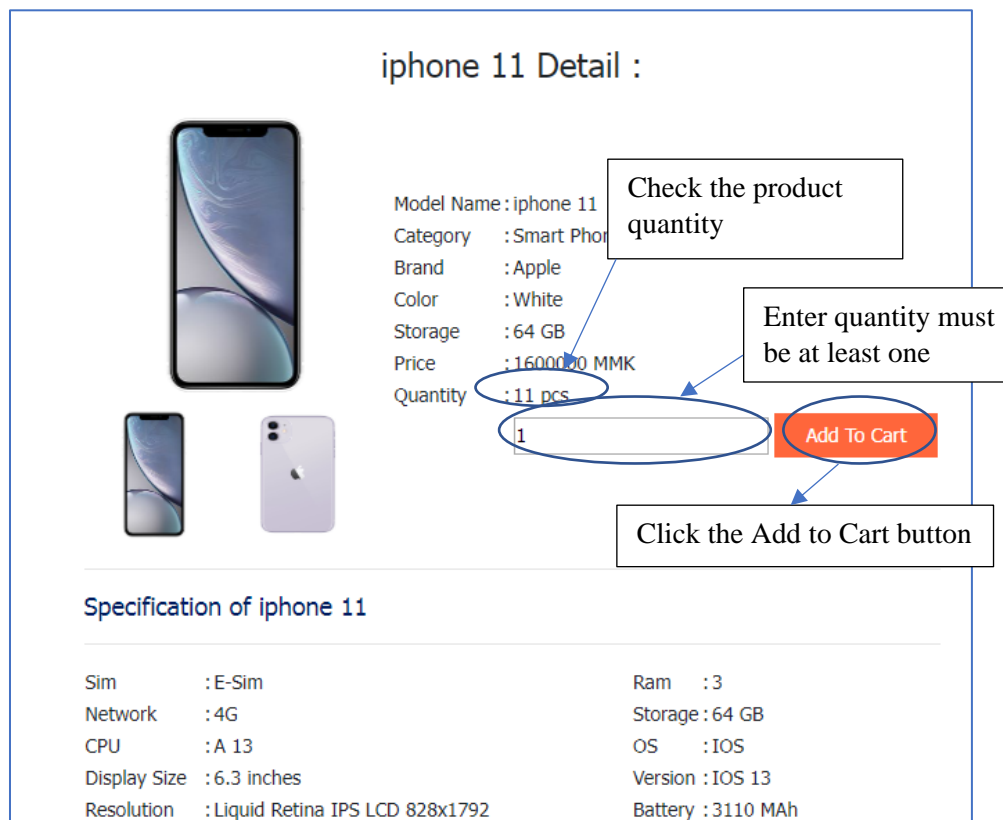 iphone 11 Detail :
Check the product
quantity
Model Name : iphone 11
Category : Smart Phon
Brand : Apple
Color : White
Storage : 64 GB
Price : 1600000 MMK
Quantity : 11 pcs
Enter quantity must
be at least one
1
Add To Cart
Click the Add to Cart button
Specification of iphone 11
Sim : E-Sim
Network : 4G
CPU : A 13
Display Size : 6.3 inches
Resolution : Liquid Retina IPS LCD 828x1792
Ram : 3
Storage : 64 GB
OS : IOS
Version : IOS 13
Battery : 3110 MAh